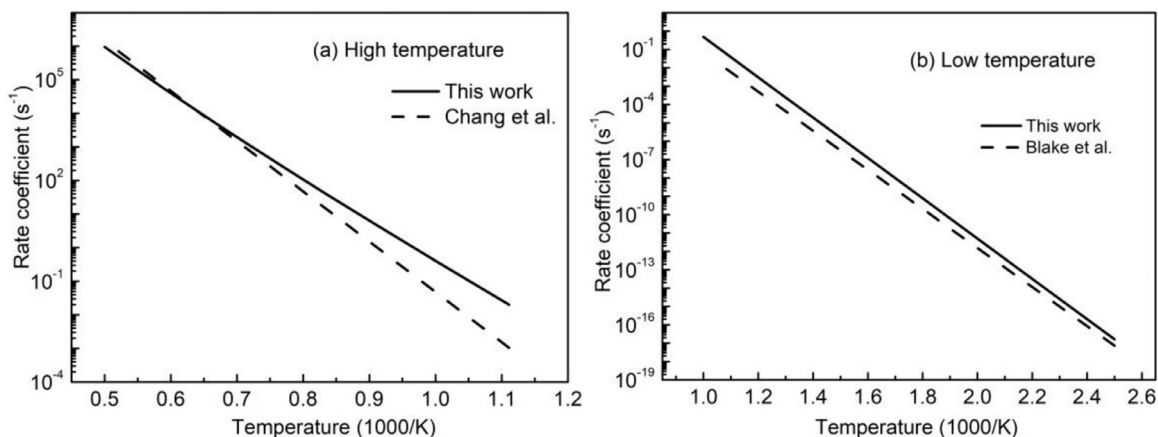 (a) High temperature
This work
Chang et al.
Rate coefficient (s⁻¹)
10⁵
10²
10⁻¹
10⁻⁴
0.5 0.6 0.7 0.8 0.9 1.0 1.1 1.2
Temperature (1000/K)
(b) Low temperature
This work
Blake et al.
Rate coefficient (s⁻¹)
10⁻¹
10⁻⁴
10⁻⁷
10⁻¹⁰
10⁻¹³
10⁻¹⁶
10⁻¹⁹
1.0 1.2 1.4 1.6 1.8 2.0 2.2 2.4 2.6
Temperature (1000/K)